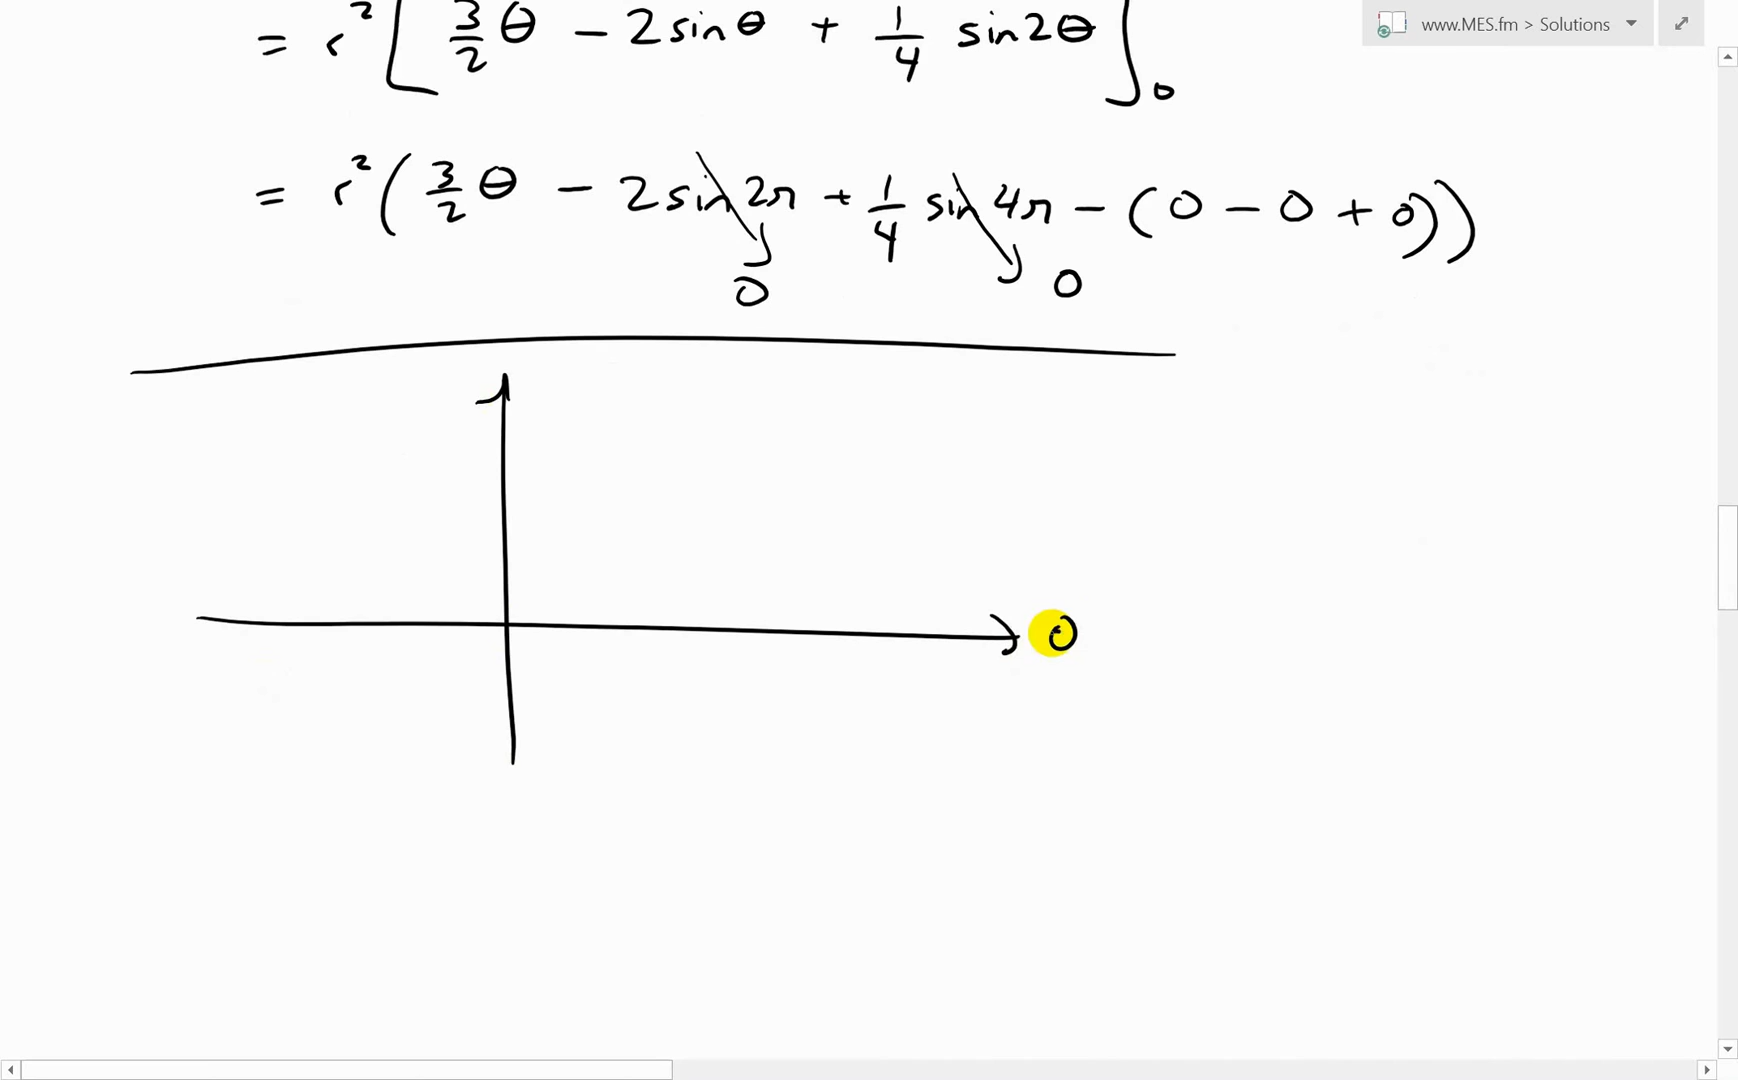 www.MES.fm > Solutions
= r² [ 3/2 θ - 2 sin θ + 1/4 sin 2θ ]₀
= r² ( 3/2 θ - 2 sin 2π + 1/4 sin 4π - ( 0 - 0 + 0 ) )
0 0
0